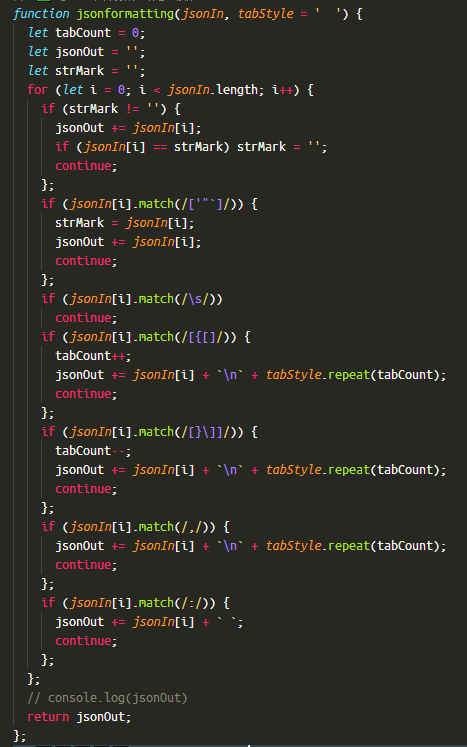 function jsonformatting(jsonIn, tabStyle = '  ') {
  let tabCount = 0;
  let jsonOut = '';
  let strMark = '';
  for (let i = 0; i < jsonIn.length; i++) {
    if (strMark != '') {
      jsonOut += jsonIn[i];
      if (jsonIn[i] == strMark) strMark = '';
      continue;
    };
    if (jsonIn[i].match(/['"`]/)) {
      strMark = jsonIn[i];
      jsonOut += jsonIn[i];
      continue;
    };
    if (jsonIn[i].match(/\s/))
      continue;
    if (jsonIn[i].match(/[{[]/)) {
      tabCount++;
      jsonOut += jsonIn[i] + `\n` + tabStyle.repeat(tabCount);
      continue;
    };
    if (jsonIn[i].match(/[}\]]/)) {
      tabCount--;
      jsonOut += jsonIn[i] + `\n` + tabStyle.repeat(tabCount);
      continue;
    };
    if (jsonIn[i].match(/,/)) {
      jsonOut += jsonIn[i] + `\n` + tabStyle.repeat(tabCount);
      continue;
    };
    if (jsonIn[i].match(/:/)) {
      jsonOut += jsonIn[i] + ` `;
      continue;
    };
  };
  // console.log(jsonOut)
  return jsonOut;
};